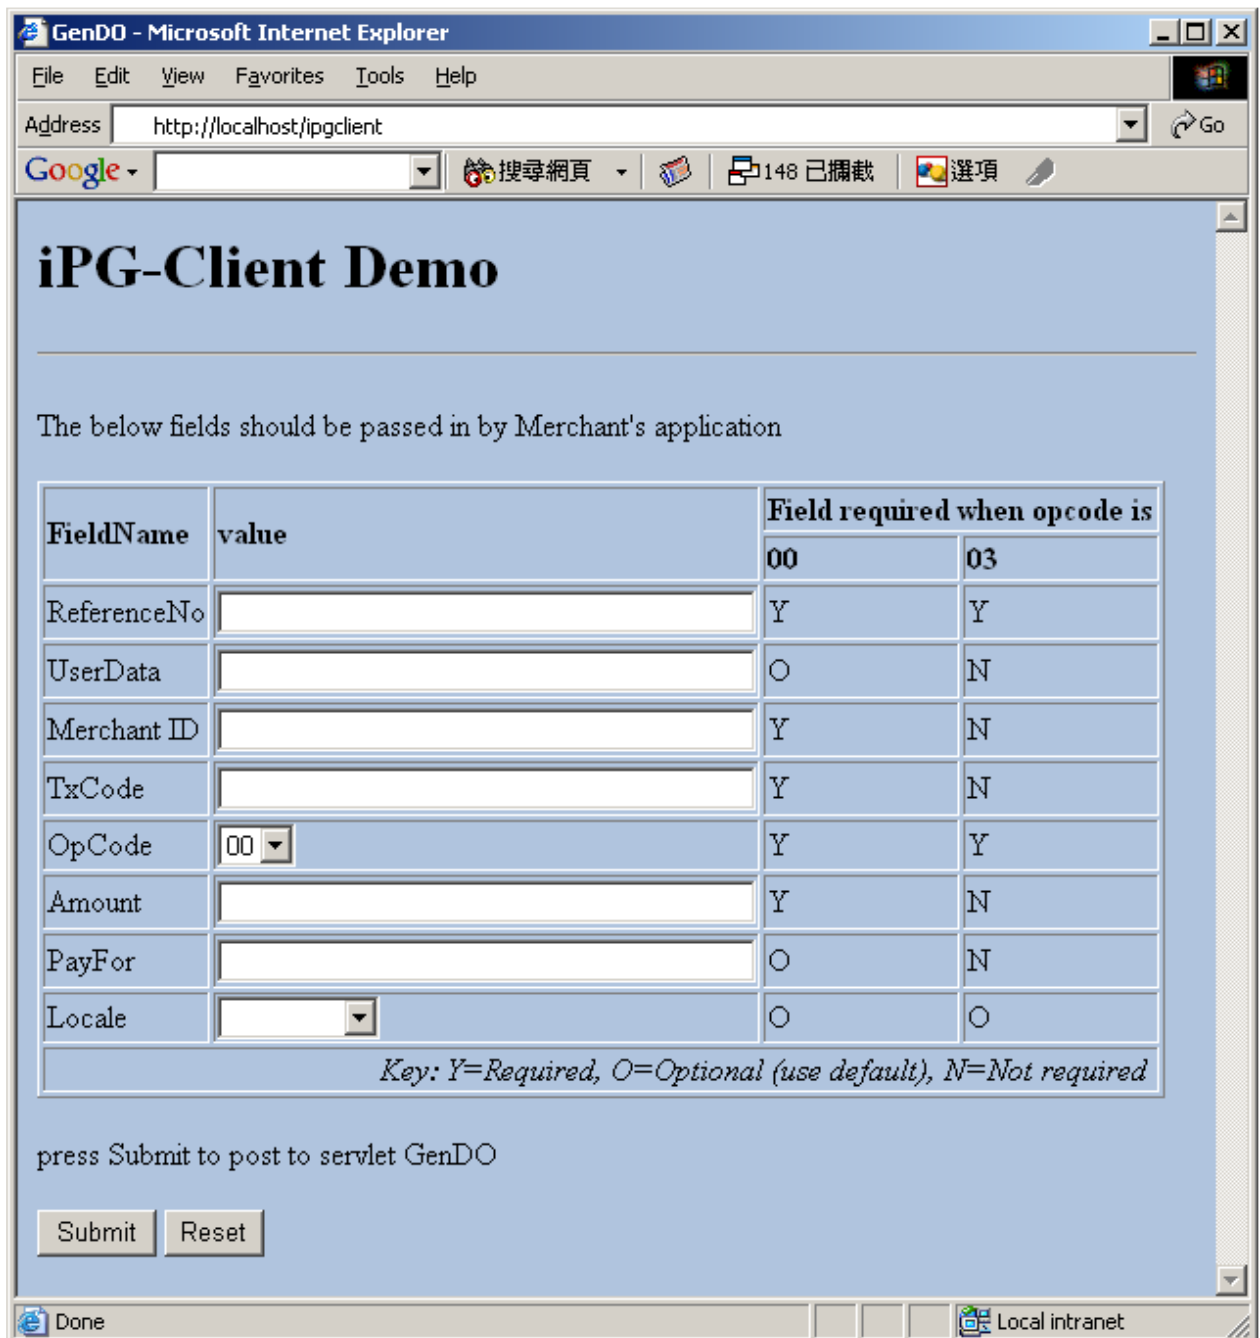 GenDO - Microsoft Internet Explorer
File Edit View Favorites Tools Help
Address http://localhost/ipgclient Go
Google 搜尋網頁 148 已攔截 選項
iPG-Client Demo
The below fields should be passed in by Merchant's application
FieldName value Field required when opcode is
00 03
ReferenceNo Y Y
UserData O N
Merchant ID Y N
TxCode Y N
OpCode 00 Y Y
Amount Y N
PayFor O N
Locale O O
Key: Y=Required, O=Optional (use default), N=Not required
press Submit to post to servlet GenDO
Submit Reset
Done Local intranet